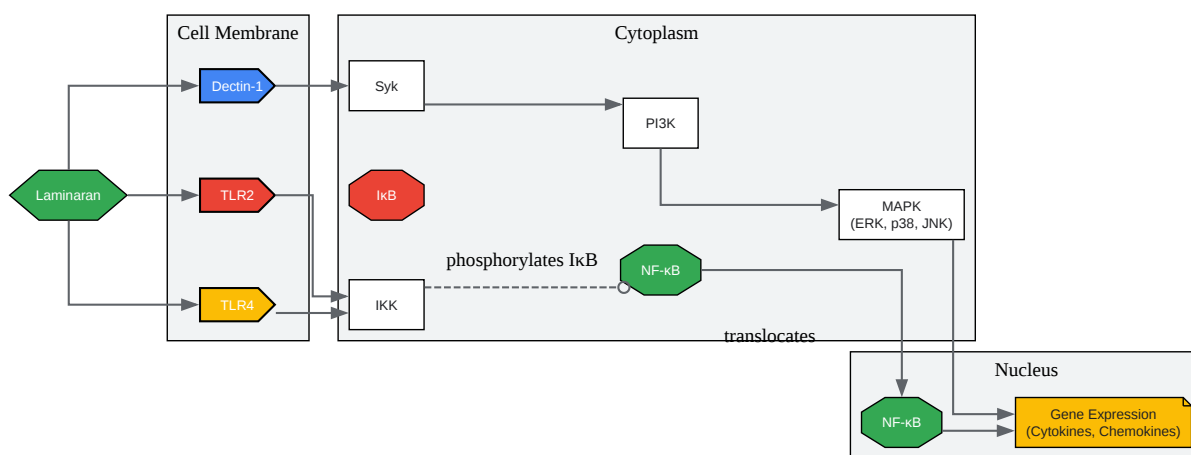 Cell Membrane
Cytoplasm
Dectin-1
Syk
PI3K
Laminaran
TLR2
IκB
MAPK
(ERK, p38, JNK)
phosphorylates IκB
NF-κB
TLR4
IKK
translocates
Nucleus
NF-κB
Gene Expression
(Cytokines, Chemokines)